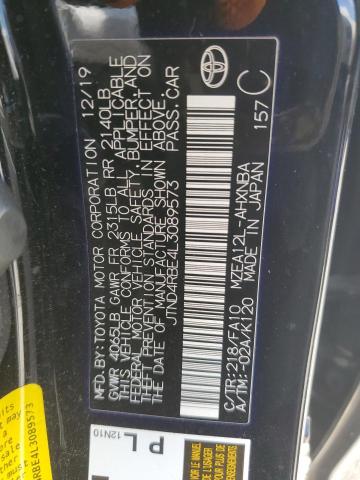 MFD.BY:TOYOTA MOTOR CORPORATION 12/19
GVWR 4065LB GAWR FR 2315LB RR 2140LB
THIS VEHICLE CONFORMS TO ALL APPLICABLE
FEDERAL MOTOR VEHICLE SAFETY, BUMPER, AND
THEFT PREVENTION STANDARDS IN EFFECT ON
THE DATE OF MANUFACTURE SHOWN ABOVE.
JTND4RBE4L3089573 PASS.CAR
157 C
C/TR:218/FA10 MZEA12L-AHXNBA
A/TM:-02A/K120 MADE IN JAPAN
TOYOTA
P L
12N10